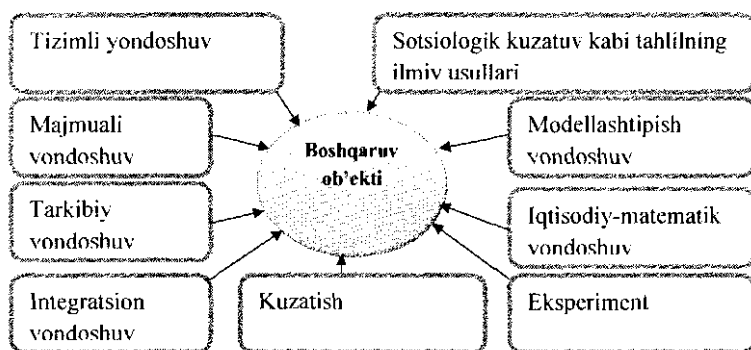 Tizimli yondoshuv
Sotsiologik kuzatuv kabi tahlilning
ilmiy usullari
Majmuali
yondoshuv
Boshqaruv
ob'ekti
Modellashtipish
yondoshuv
Tarkibiy
yondoshuv
Iqtisodiy-matematik
yondoshuv
Integratsion
yondoshuv
Kuzatish
Eksperiment